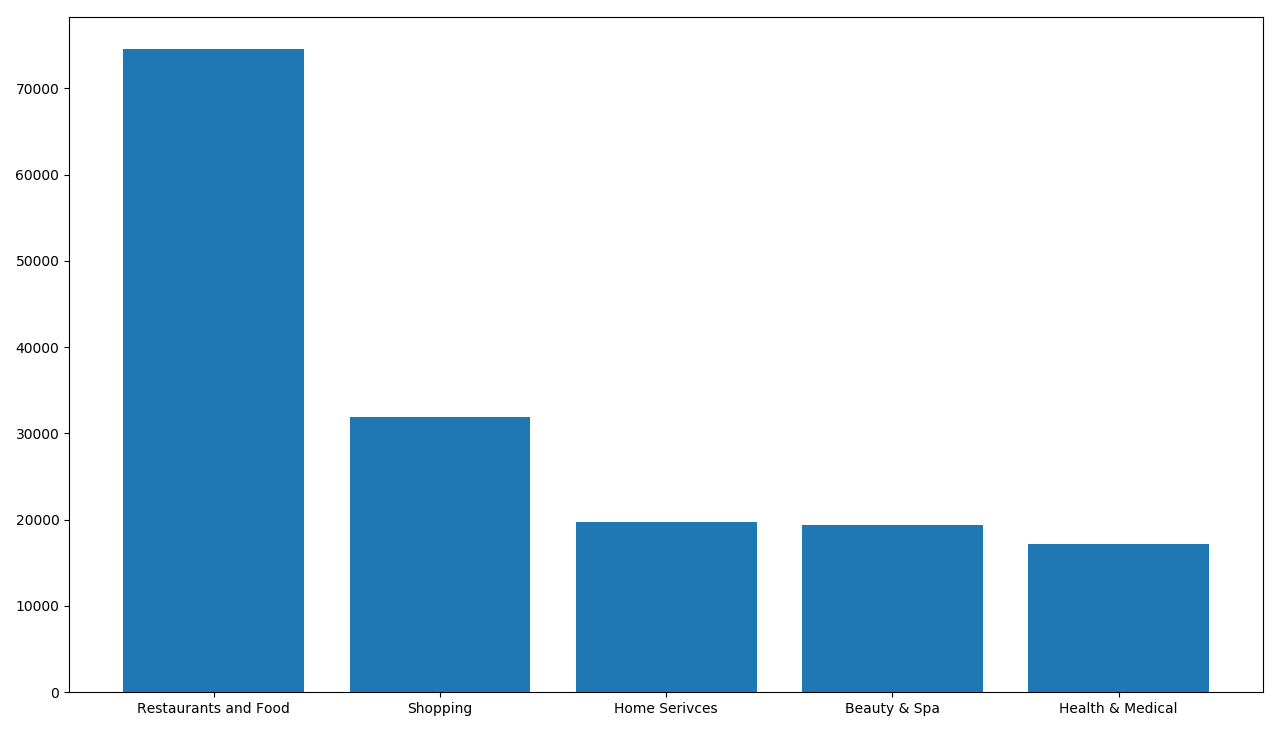 70000
60000
50000
40000
30000
20000
10000
0
Restaurants and Food
Shopping
Home Serivces
Beauty & Spa
Health & Medical